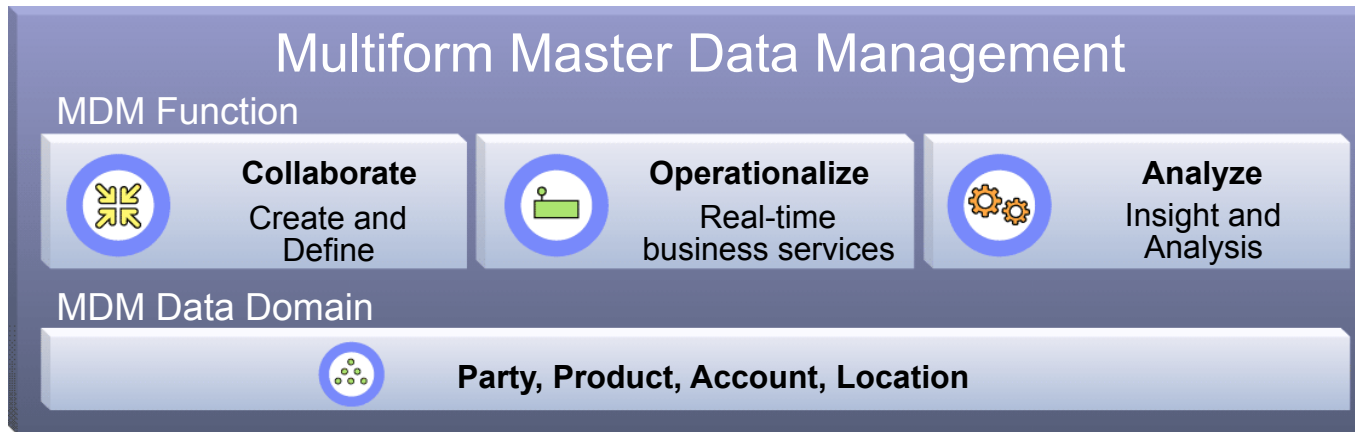 Multiform Master Data Management
MDM Function
Collaborate
Create and
Define
Operationalize
Real-time
business services
Analyze
Insight and
Analysis
MDM Data Domain
Party, Product, Account, Location